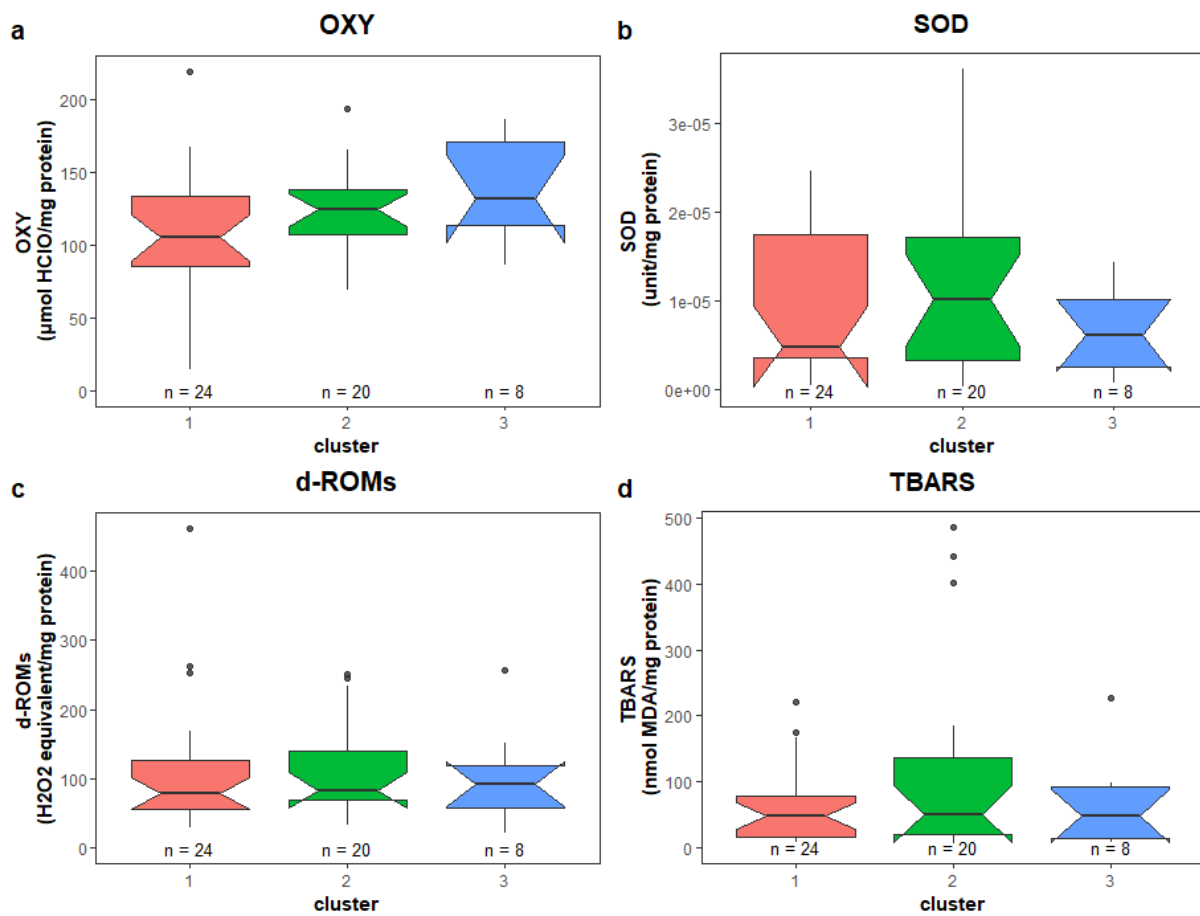 a
OXY
OXY
(µmol HClO/mg protein)
200
150
100
50
0
n = 24
n = 20
n = 8
1
2
3
cluster
b
SOD
SOD
(unit/mg protein)
3e-05
2e-05
1e-05
0e+00
n = 24
n = 20
n = 8
1
2
3
cluster
c
d-ROMs
d-ROMs
(H2O2 equivalent/mg protein)
400
300
200
100
0
n = 24
n = 20
n = 8
1
2
3
cluster
d
TBARS
TBARS
(nmol MDA/mg protein)
500
400
300
200
100
0
n = 24
n = 20
n = 8
1
2
3
cluster